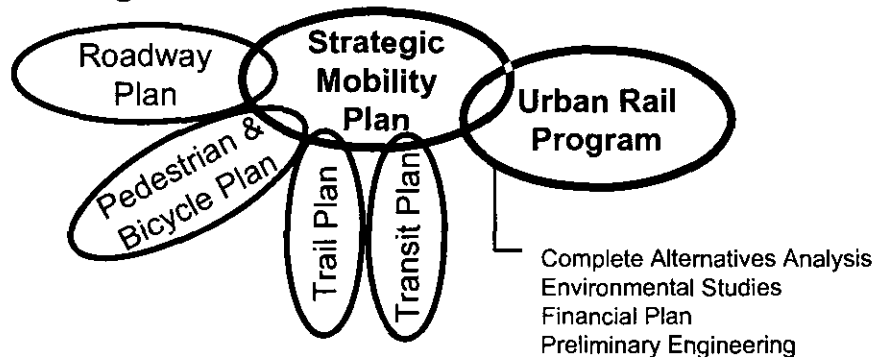 Roadway
Plan
Strategic
Mobility
Plan
Urban Rail
Program
Pedestrian &
Bicycle Plan
Trail Plan
Transit Plan
Complete Alternatives Analysis
Environmental Studies
Financial Plan
Preliminary Engineering